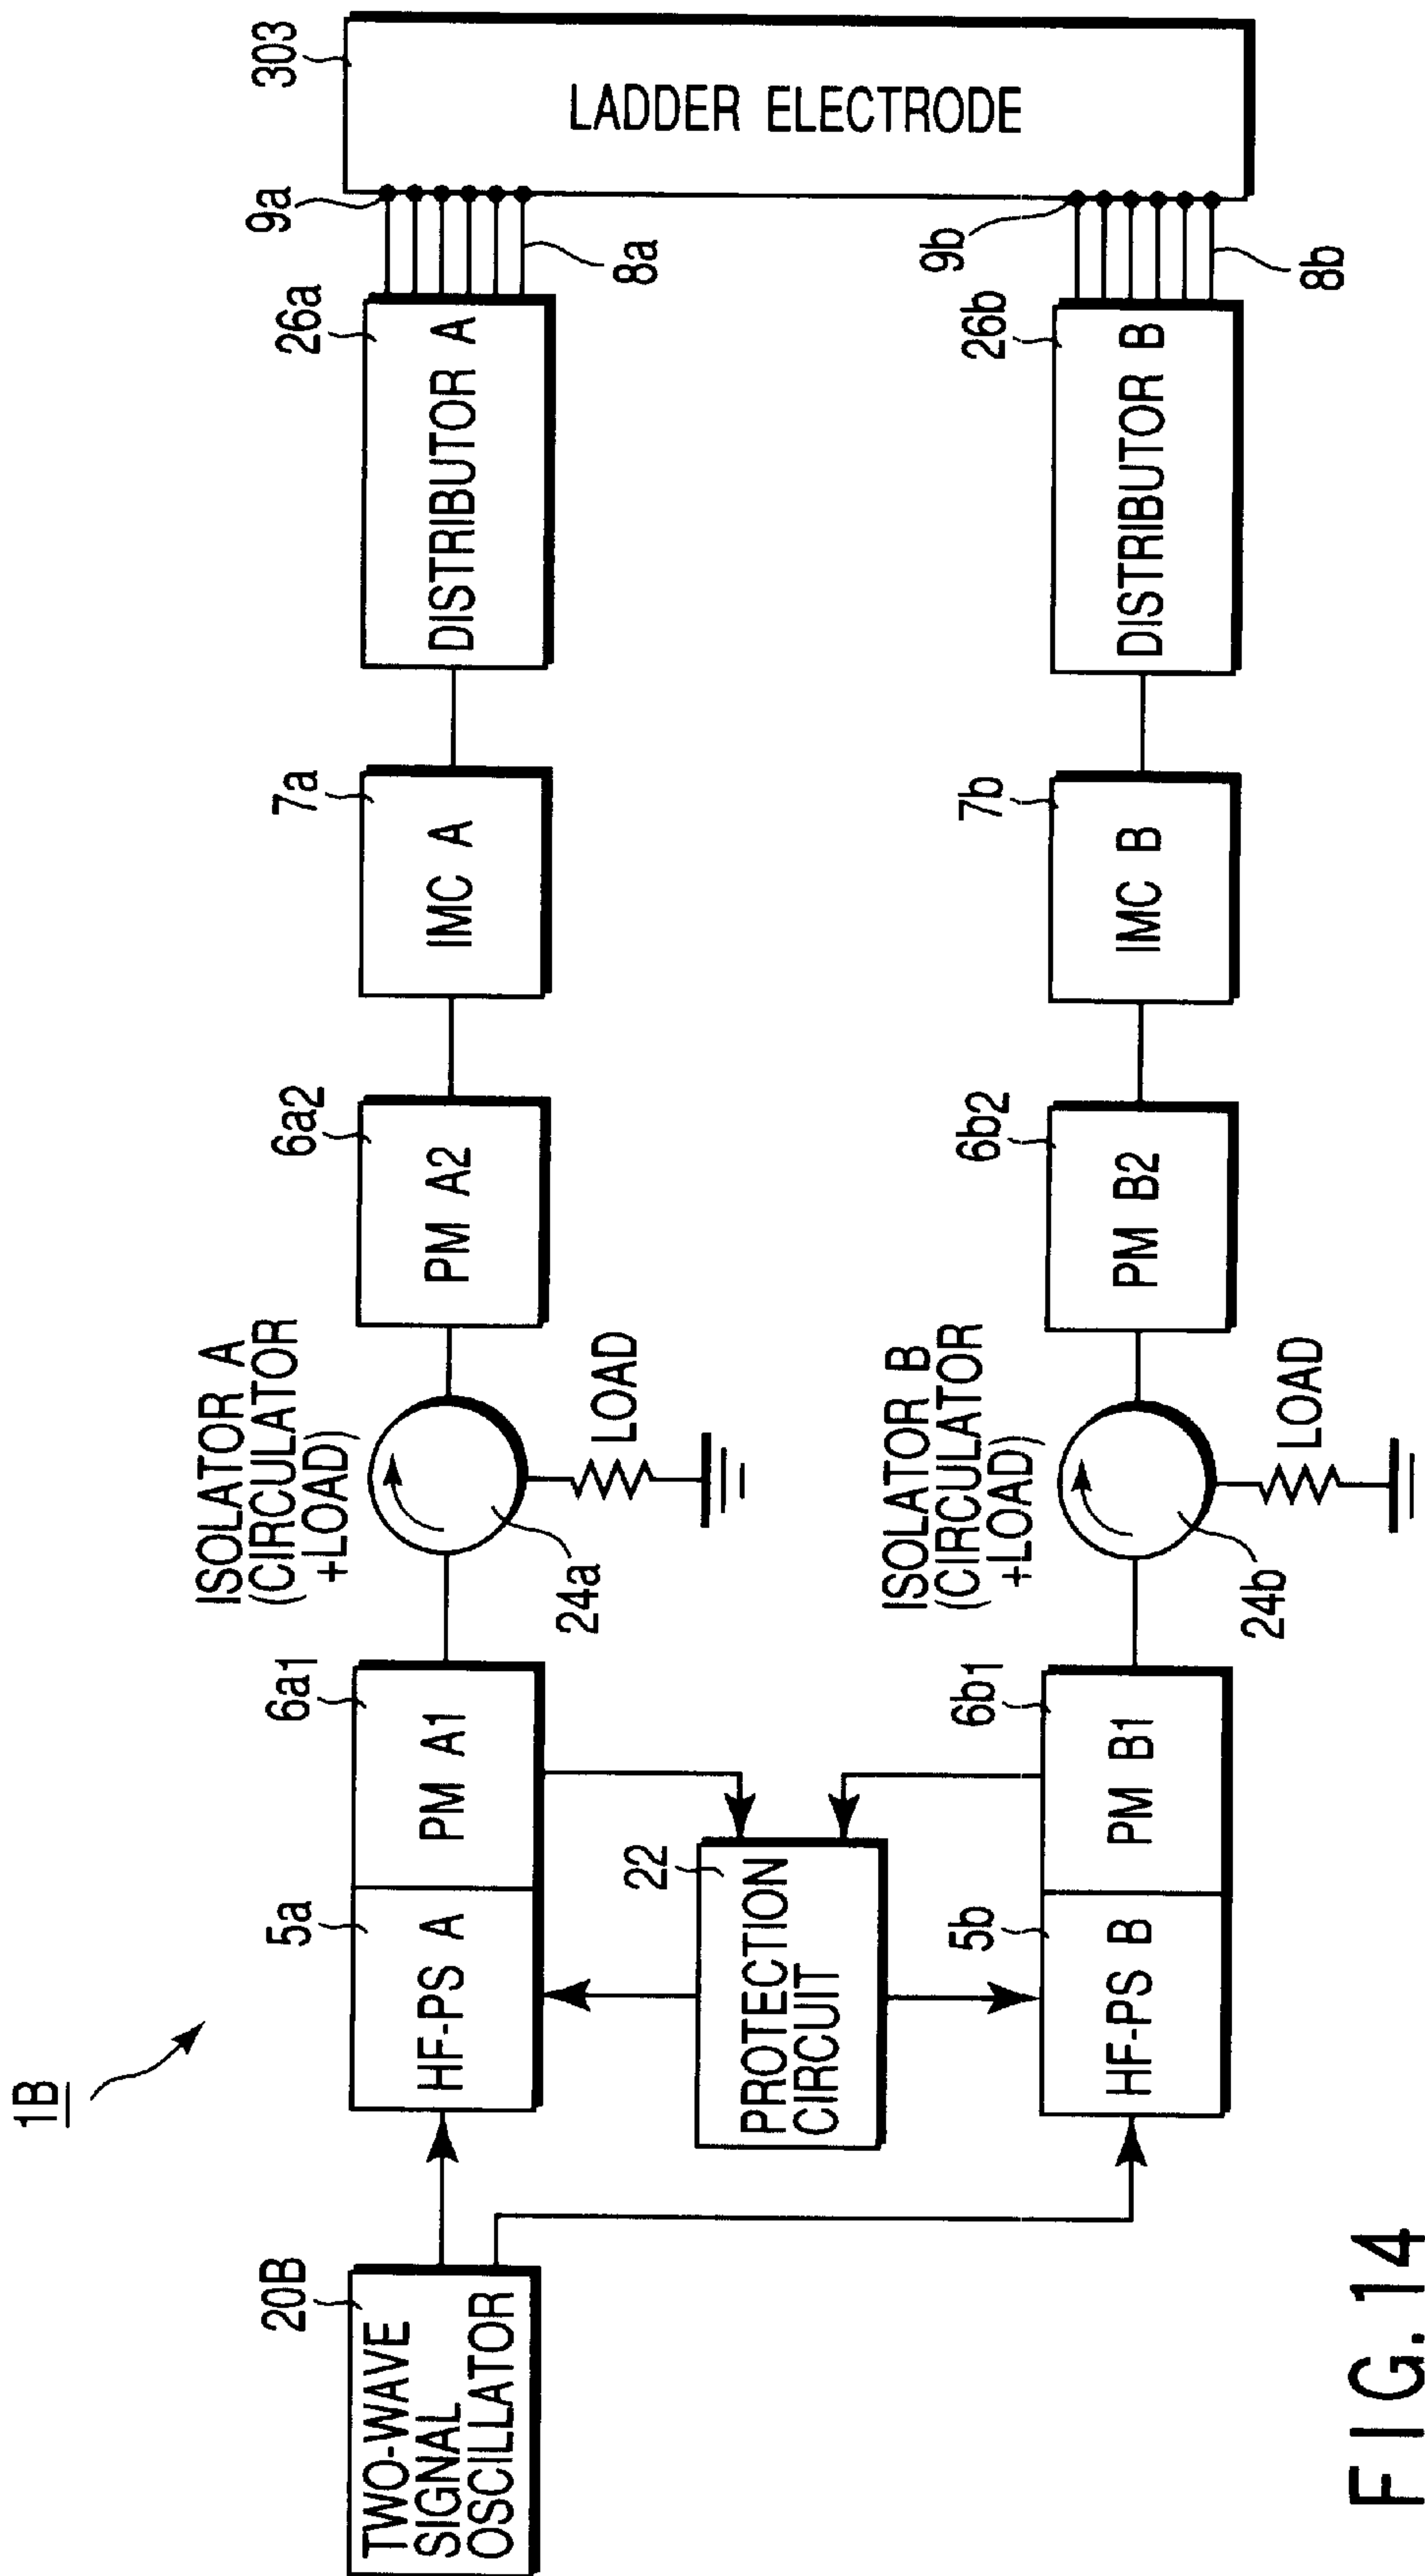 1B
20B
TWO-WAVE
SIGNAL
OSCILLATOR
5a
HF-PS A
6a1
PM A1
ISOLATOR A
(CIRCULATOR
+LOAD)
24a
LOAD
6a2
PM A2
7a
IMC A
26a
DISTRIBUTOR A
9a
8a
303
LADDER ELECTRODE
22
PROTECTION
CIRCUIT
5b
HF-PS B
6b1
PM B1
ISOLATOR B
(CIRCULATOR
+LOAD)
24b
LOAD
6b2
PM B2
7b
IMC B
26b
DISTRIBUTOR B
9b
8b
FIG. 14